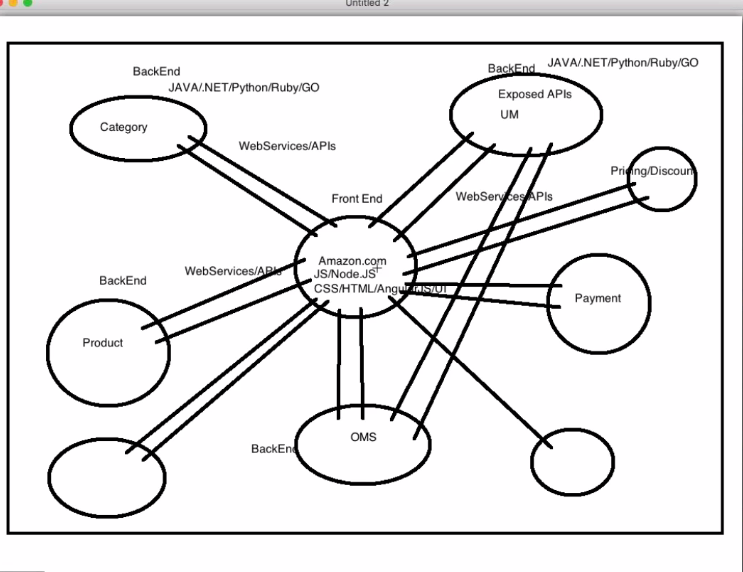 Untitled 2
BackEnd
JAVA/.NET/Python/Ruby/GO
Category
WebServices/APIs
BackEnd
JAVA/.NET/Python/Ruby/GO
Exposed APIs
UM
Pricing/Discoun
WebServices/APIs
Front End
Amazon.com
JS/Node.JS
CSS/HTML/AngularJS/UI
WebServices/APIs
BackEnd
Product
Payment
OMS
BackEnd